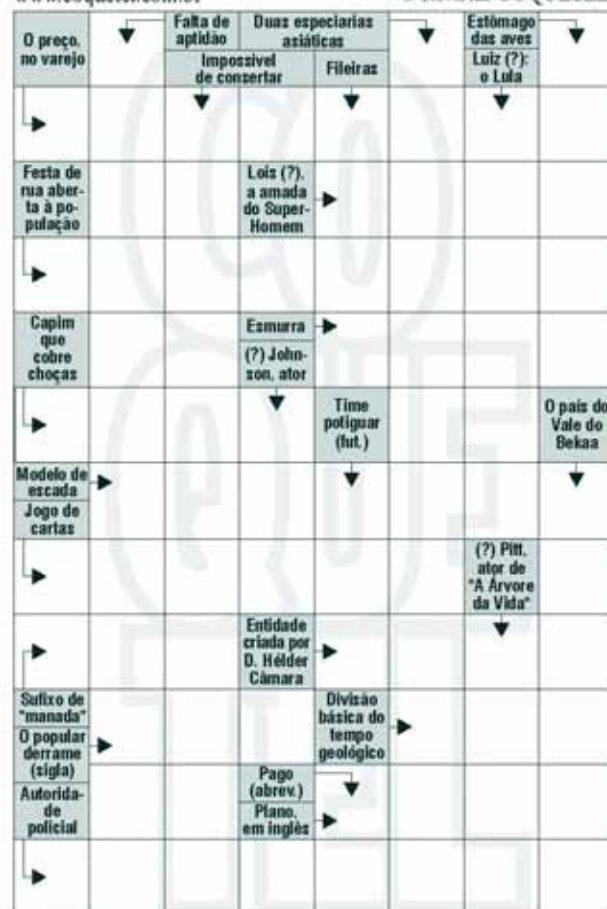 O preço,
no varejo
Falta de
aptidão
Duas especiarias
asiáticas
Estômago
das aves
Impossível
de consertar
Fileiras
Luiz (?):
o Lula
Festa de
rua aber-
ta à po-
pulação
Lois (?),
a amada
do Super-
Homem
Capim
que
cobre
choças
Esmurra
(?) John-
son, ator
Time
potiguar
(fut.)
O país do
Vale do
Bekaa
Modelo de
escada
Jogo de
cartas
(?) Pitt,
ator de
"A Árvore
da Vida"
Entidade
criada por
D. Hélder
Câmara
Sufixo de
"manada"
O popular
derrame
(sigla)
Divisão
básica do
tempo
geológico
Autorida-
de
policial
Pago
(abrev.)
Plano,
em inglês